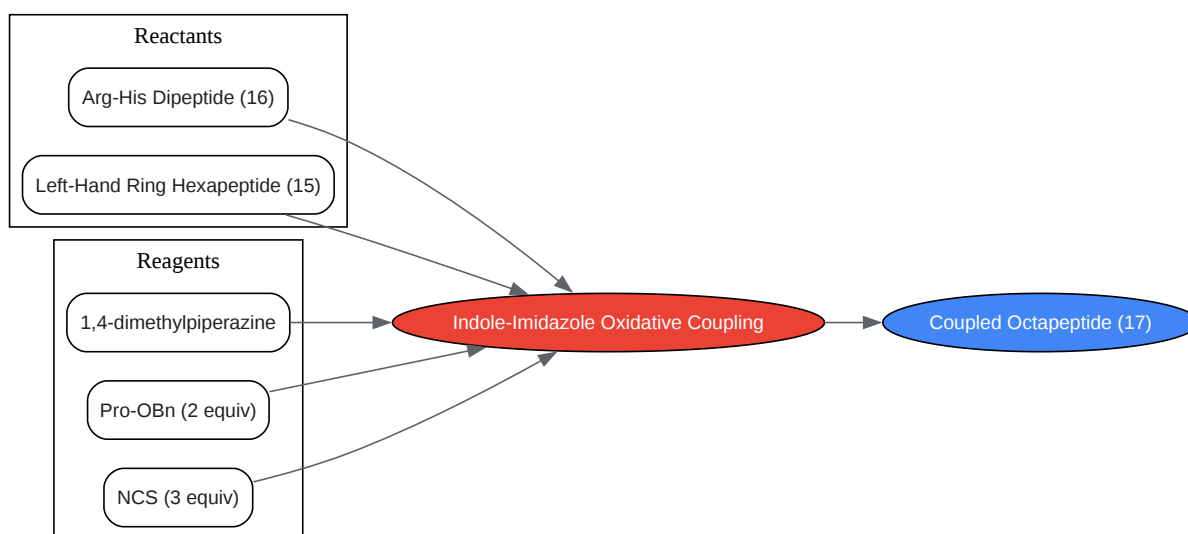 Reactants
Arg-His Dipeptide (16)
Left-Hand Ring Hexapeptide (15)
Reagents
1,4-dimethylpiperazine
Pro-OBn (2 equiv)
NCS (3 equiv)
Indole-Imidazole Oxidative Coupling
Coupled Octapeptide (17)